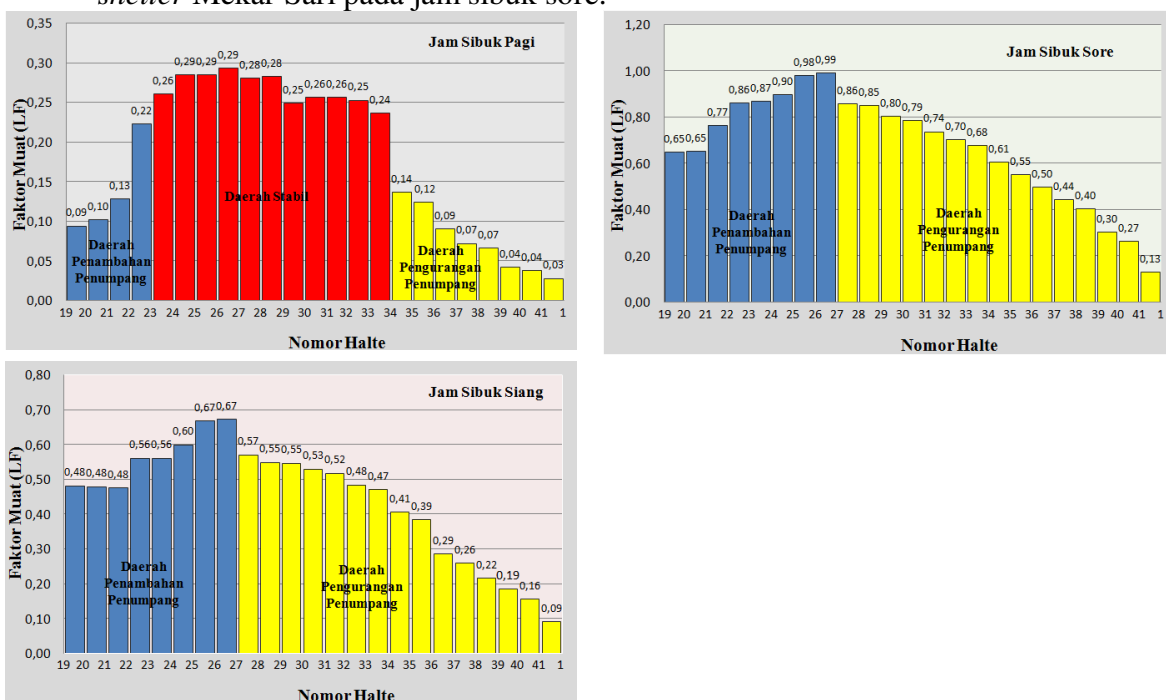 shelter Mekar Sari pada jam sibuk sore.
Jam Sibuk Pagi
Faktor Muat (LF)
0,35
0,30
0,25
0,20
0,15
0,10
0,05
0,00
0,09 0,10 0,13 0,22 0,26 0,29 0,29 0,29 0,28 0,28 0,25 0,26 0,26 0,25 0,24 0,14 0,12 0,09 0,07 0,07 0,04 0,04 0,03
Daerah
Penambahan
Penumpang
Daerah Stabil
Daerah
Pengurangan
Penumpang
19 20 21 22 23 24 25 26 27 28 29 30 31 32 33 34 35 36 37 38 39 40 41 1
Nomor Halte
Jam Sibuk Sore
Faktor Muat (LF)
1,20
1,00
0,80
0,60
0,40
0,20
0,00
0,65 0,65 0,77 0,86 0,87 0,90 0,98 0,99 0,86 0,85 0,80 0,79 0,74 0,70 0,68 0,61 0,55 0,50 0,44 0,40 0,30 0,27 0,13
Daerah
Penambahan
Penumpang
Daerah
Pengurangan
Penumpang
19 20 21 22 23 24 25 26 27 28 29 30 31 32 33 34 35 36 37 38 39 40 41 1
Nomor Halte
Jam Sibuk Siang
Faktor Muat (LF)
0,80
0,70
0,60
0,50
0,40
0,30
0,20
0,10
0,00
0,48 0,48 0,48 0,56 0,56 0,60 0,67 0,67 0,57 0,55 0,55 0,53 0,52 0,48 0,47 0,41 0,39 0,29 0,26 0,22 0,19 0,16 0,09
Daerah
Penambahan
Penumpang
Daerah
Pengurangan
Penumpang
19 20 21 22 23 24 25 26 27 28 29 30 31 32 33 34 35 36 37 38 39 40 41 1
Nomor Halte